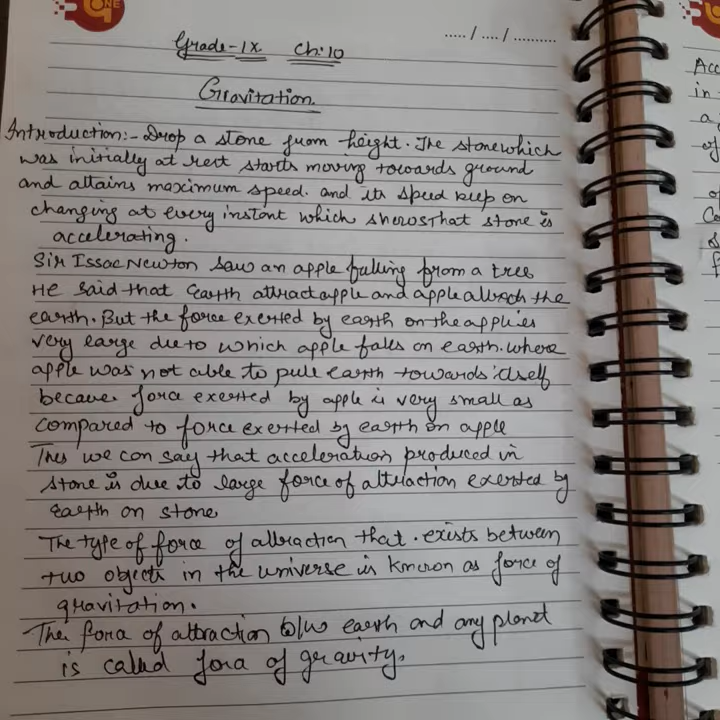 ONE
..... / .... / ..........
Grade-IX. Ch:10
Gravitation.
Introduction:- Drop a stone from height. The stone which
was initially at rest starts moving towards ground
and attains maximum speed. and its speed keep on
changing at every instant which shows that stone is
accelerating.
Sir Issac Newton saw an apple falling from a tree
He said that Earth attract apple and apple attrach the
earth. But the force exerted by earth on the apple is
very large due to which apple falls on earth. where
apple was not able to pull earth towards itself
because force exerted by apple is very small as
compared to force exerted by earth on apple
Thus we can say that acceleration produced in
stone is due to large force of attraction exerted by
Earth on stone
The type of force of attraction that . exists between
two objects in the universe is known as force of
gravitation.
The force of attraction b/w earth and any planet
is called force of gravity.
Acc
in
a
of
of
Co